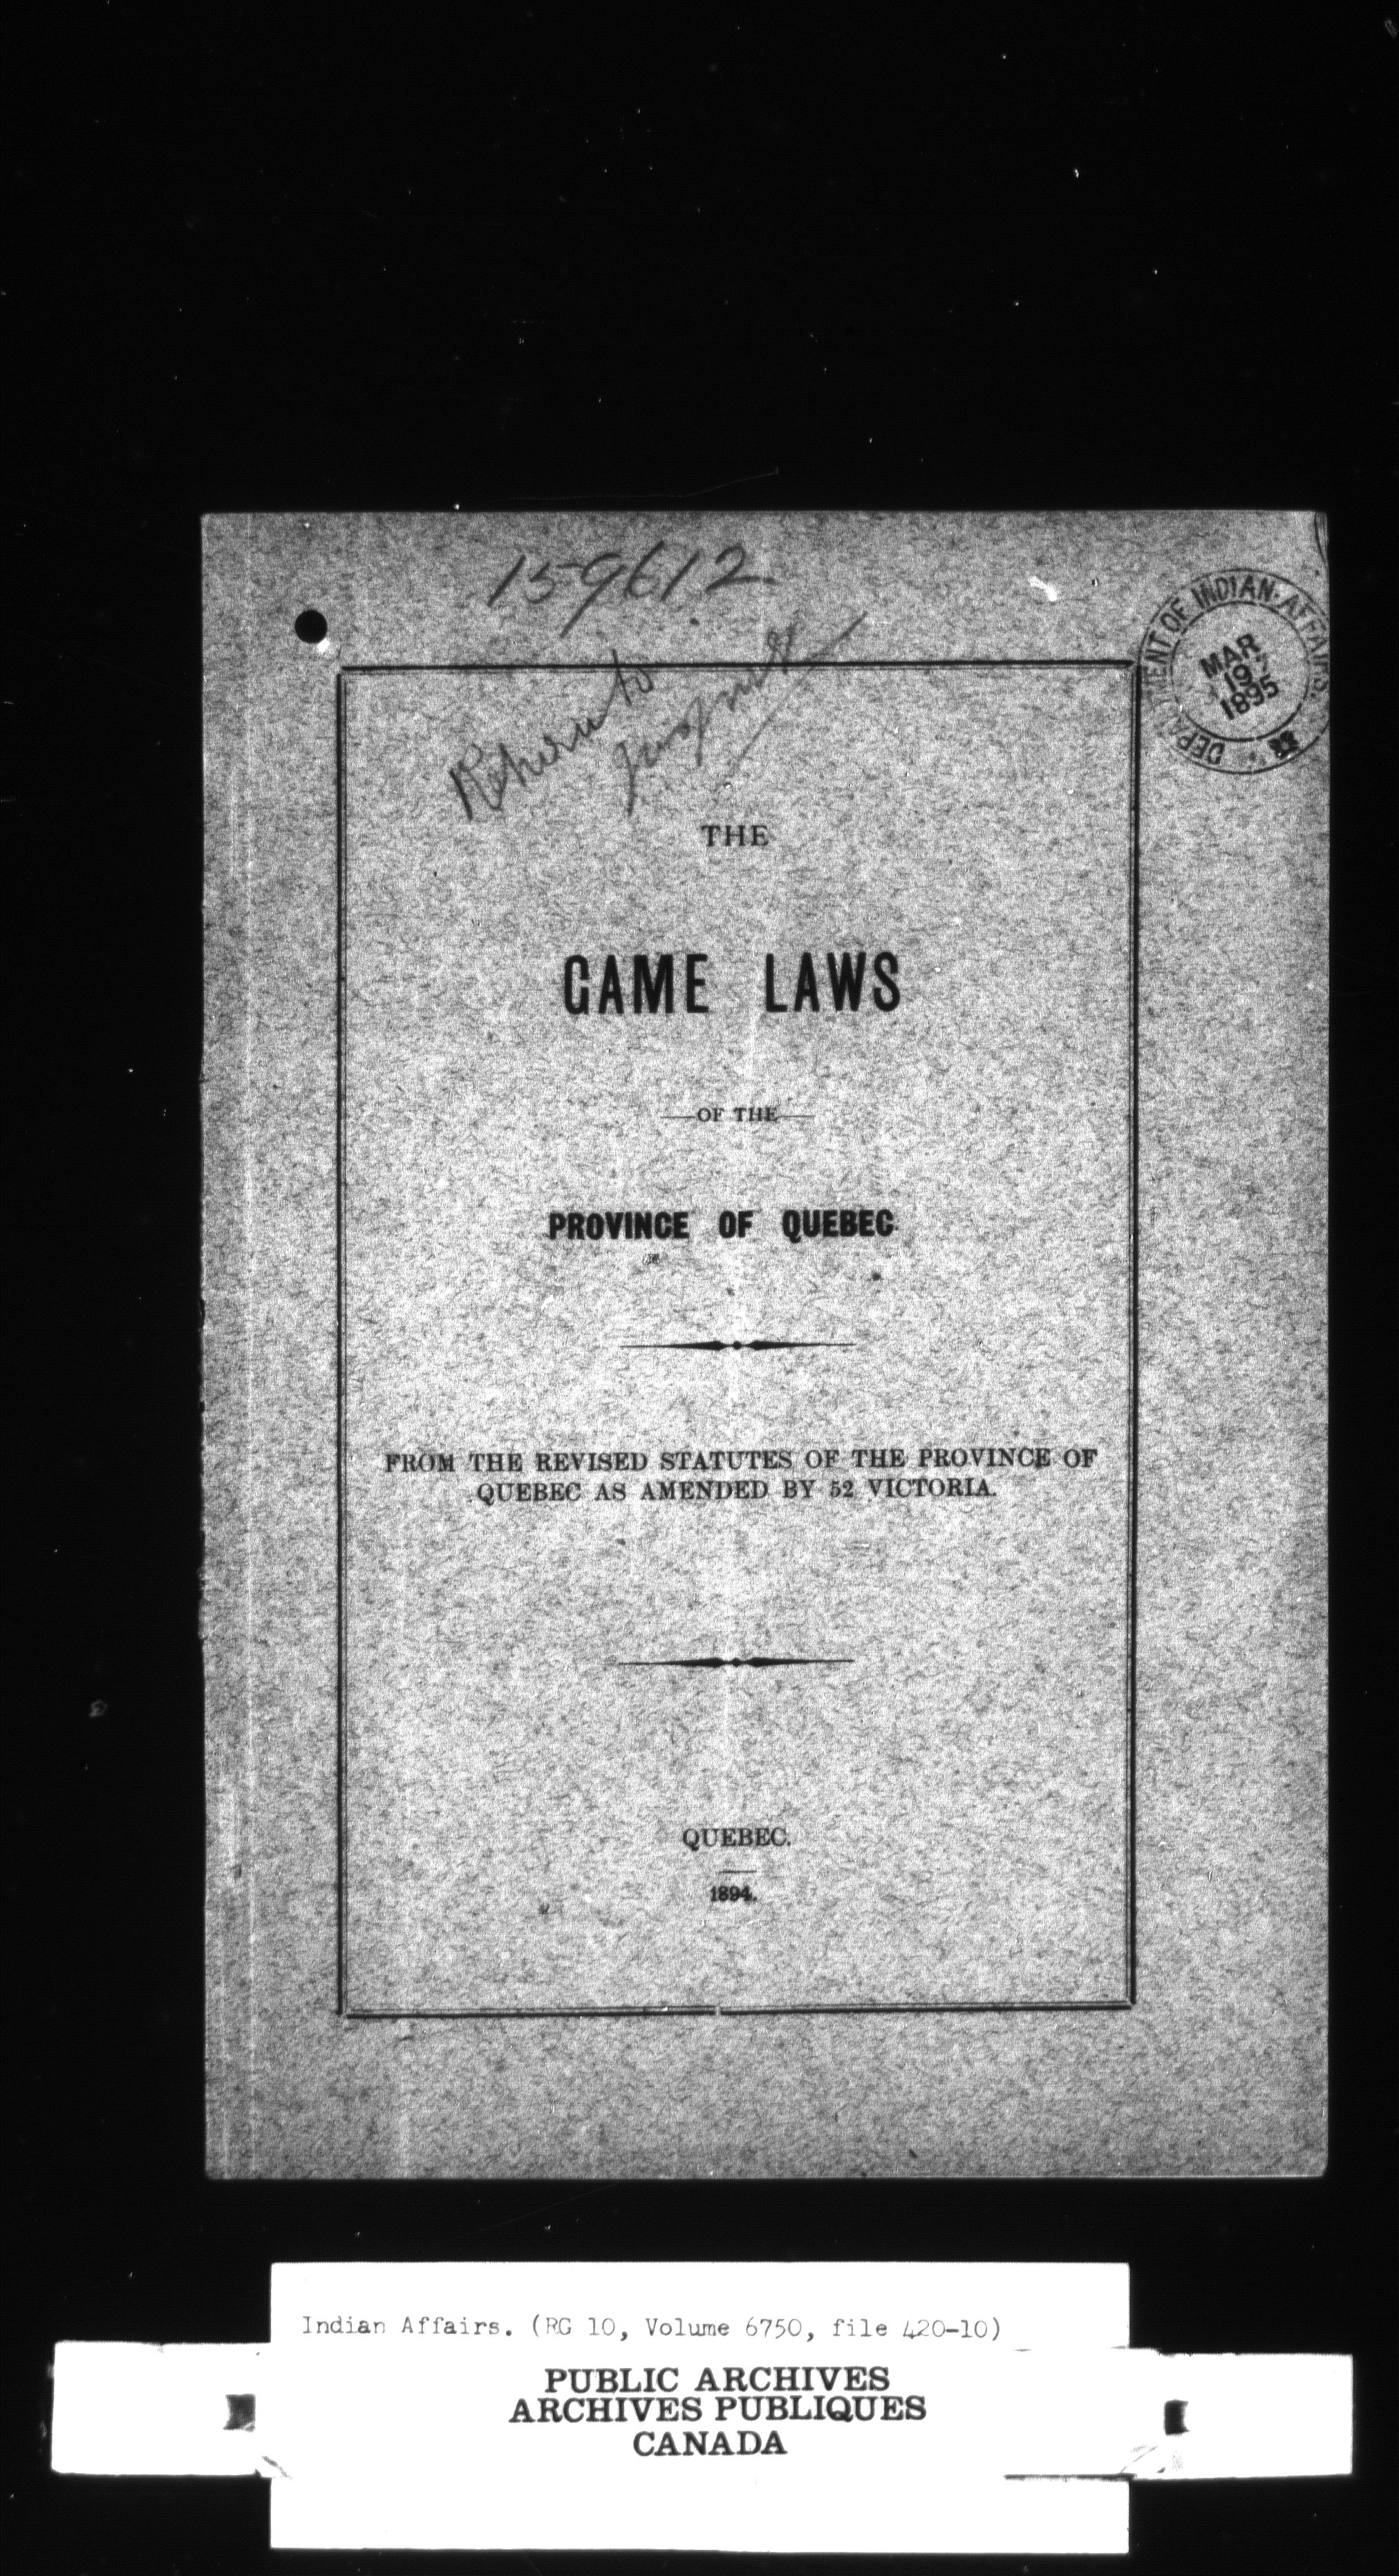 159612
DEPARTMENT OF INDIAN AFFAIRS.
MAR.
19
1895
Return to
THE
GAME LAWS
—OF THE—
PROVINCE OF QUEBEC
FROM THE REVISED STATUTES OF THE PROVINCE OF
QUEBEC AS AMENDED BY 52 VICTORIA.
QUEBEC.
1894.
Indian Affairs. (RG 10, Volume 6750, file 420-10)
PUBLIC ARCHIVES
ARCHIVES PUBLIQUES
CANADA